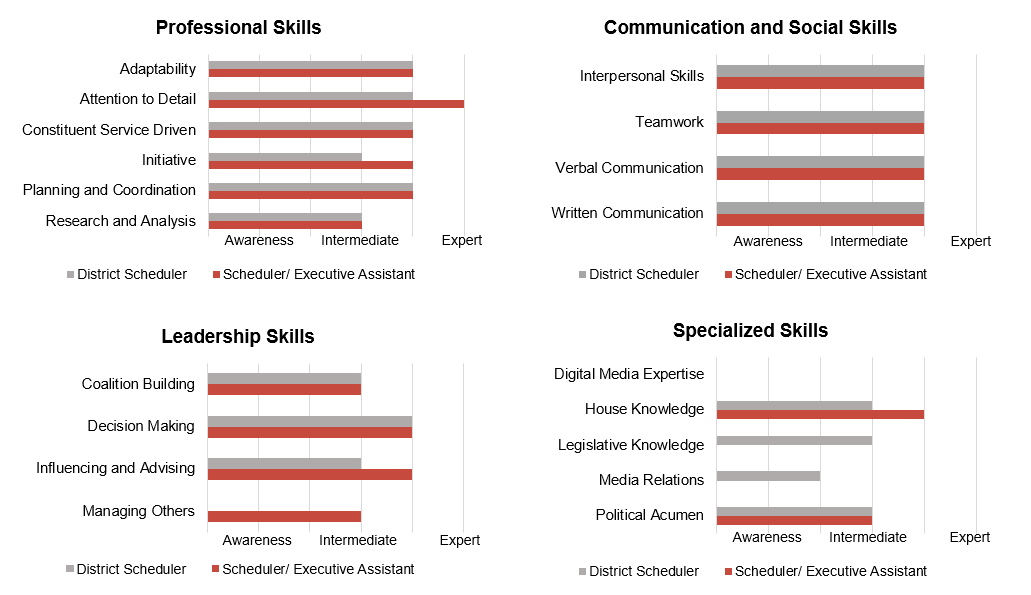 Professional Skills
Adaptability
Attention to Detail
Constituent Service Driven
Initiative
Planning and Coordination
Research and Analysis
Awareness Intermediate Expert
District Scheduler Scheduler/ Executive Assistant
Communication and Social Skills
Interpersonal Skills
Teamwork
Verbal Communication
Written Communication
Awareness Intermediate Expert
District Scheduler Scheduler/ Executive Assistant
Leadership Skills
Coalition Building
Decision Making
Influencing and Advising
Managing Others
Awareness Intermediate Expert
District Scheduler Scheduler/ Executive Assistant
Specialized Skills
Digital Media Expertise
House Knowledge
Legislative Knowledge
Media Relations
Political Acumen
Awareness Intermediate Expert
District Scheduler Scheduler/ Executive Assistant